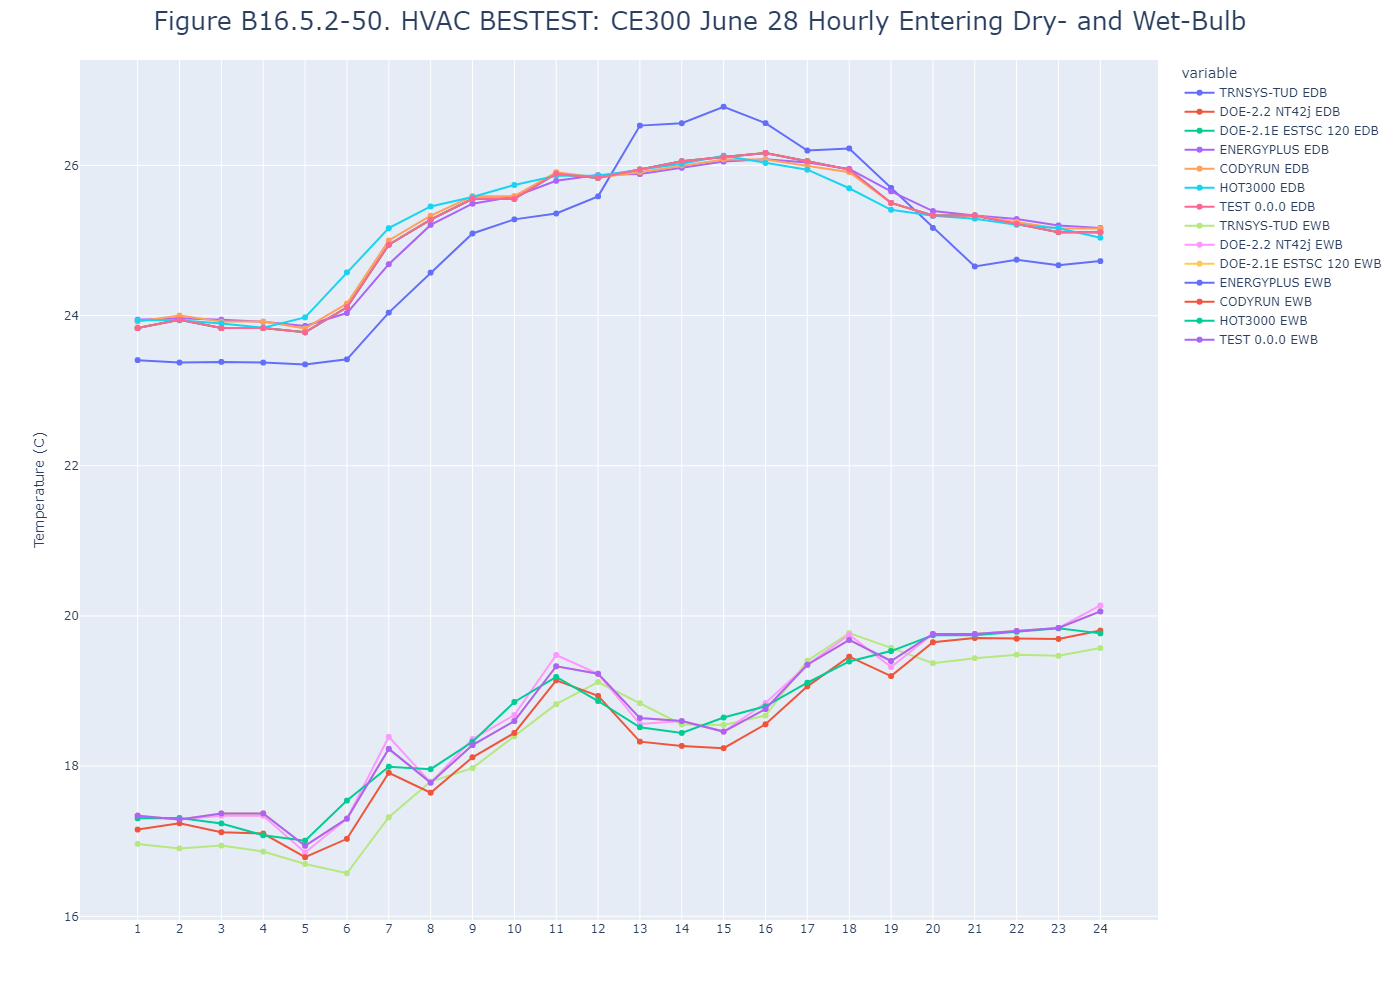 Figure B16.5.2-50. HVAC BESTEST: CE300 June 28 Hourly Entering Dry- and Wet-Bulb
variable
TRNSYS-TUD EDB
DOE-2.2 NT42j EDB
DOE-2.1E ESTSC 120 EDB
ENERGYPLUS EDB
CODYRUN EDB
HOT3000 EDB
TEST 0.0.0 EDB
TRNSYS-TUD EWB
DOE-2.2 NT42j EWB
DOE-2.1E ESTSC 120 EWB
ENERGYPLUS EWB
CODYRUN EWB
HOT3000 EWB
TEST 0.0.0 EWB
Temperature (C)
26
24
22
20
18
16
1 2 3 4 5 6 7 8 9 10 11 12 13 14 15 16 17 18 19 20 21 22 23 24